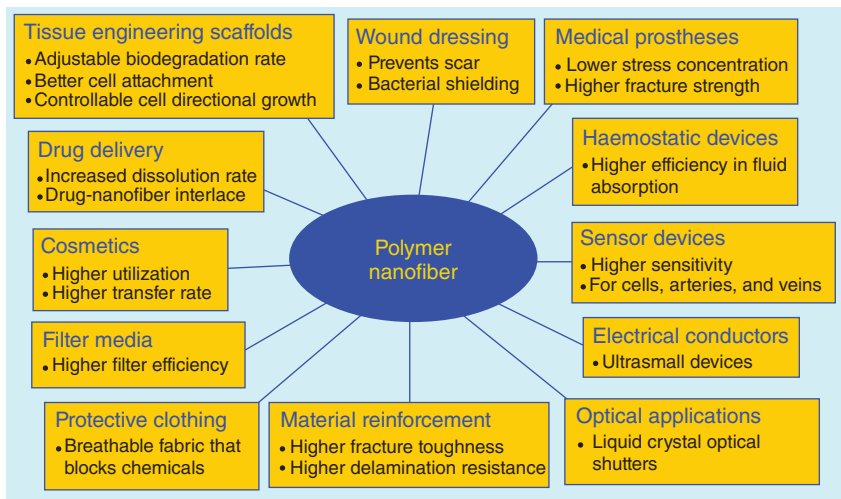 Tissue engineering scaffolds
• Adjustable biodegradation rate
• Better cell attachment
• Controllable cell directional growth
Wound dressing
• Prevents scar
• Bacterial shielding
Medical prostheses
• Lower stress concentration
• Higher fracture strength
Drug delivery
• Increased dissolution rate
• Drug-nanofiber interlace
Haemostatic devices
• Higher efficiency in fluid
absorption
Cosmetics
• Higher utilization
• Higher transfer rate
Polymer
nanofiber
Sensor devices
• Higher sensitivity
• For cells, arteries, and veins
Filter media
• Higher filter efficiency
Electrical conductors
• Ultrasmall devices
Protective clothing
• Breathable fabric that
blocks chemicals
Material reinforcement
• Higher fracture toughness
• Higher delamination resistance
Optical applications
• Liquid crystal optical
shutters